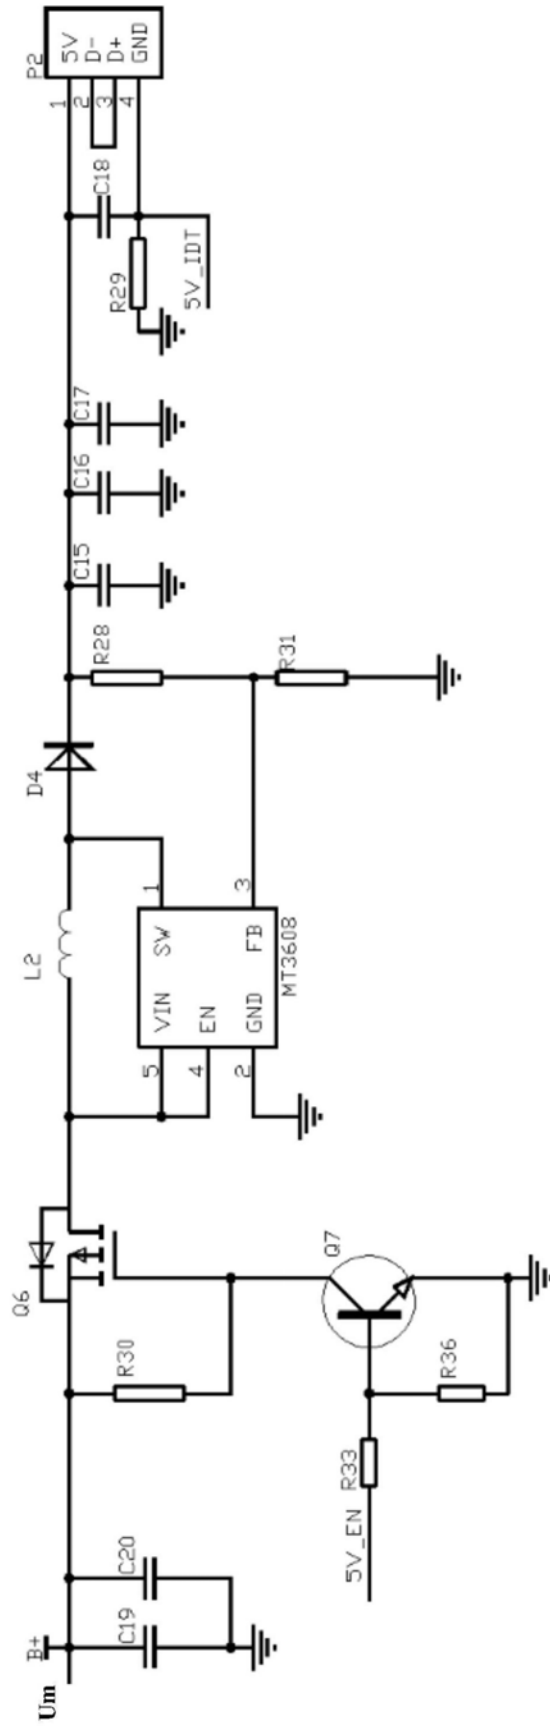 Um
B+
C19
C20
R30
Q6
5V_EN
R33
R36
Q7
L2
5
VIN
SW
1
4
EN
2
GND
FB
3
MT3608
D4
R28
R31
C15
C16
C17
R29
C18
5V_IDT
P2
1
5V
2
D-
3
D+
4
GND